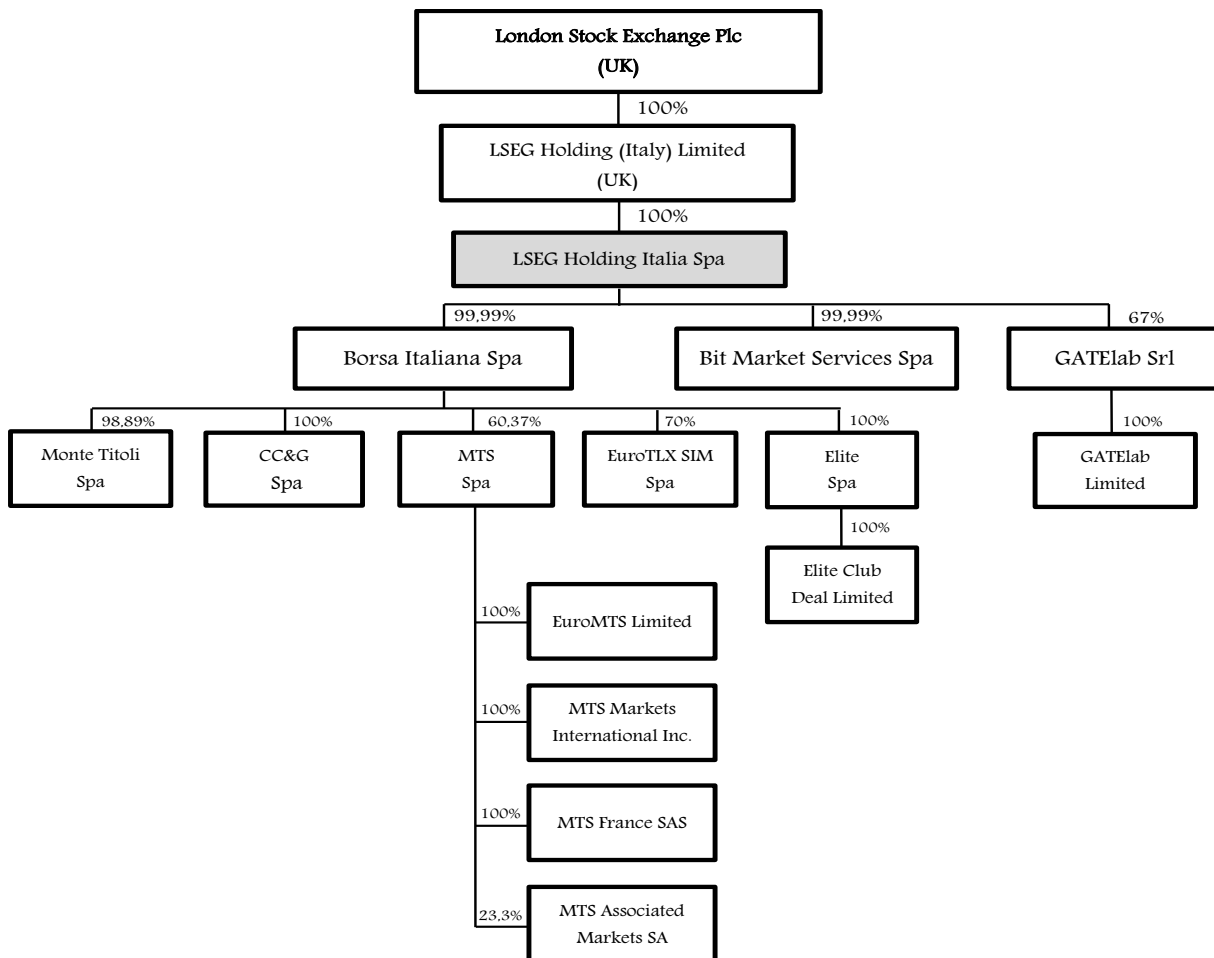 London Stock Exchange Plc
(UK)
100%
LSEG Holding (Italy) Limited
(UK)
100%
LSEG Holding Italia Spa
99,99%
99,99%
67%
Borsa Italiana Spa
Bit Market Services Spa
GATElab Srl
98,89%
100%
60,37%
70%
100%
100%
Monte Titoli
Spa
CC&G
Spa
MTS
Spa
EuroTLX SIM
Spa
Elite
Spa
GATElab
Limited
100%
Elite Club
Deal Limited
100%
EuroMTS Limited
100%
MTS Markets
International Inc.
100%
MTS France SAS
23,3%
MTS Associated
Markets SA